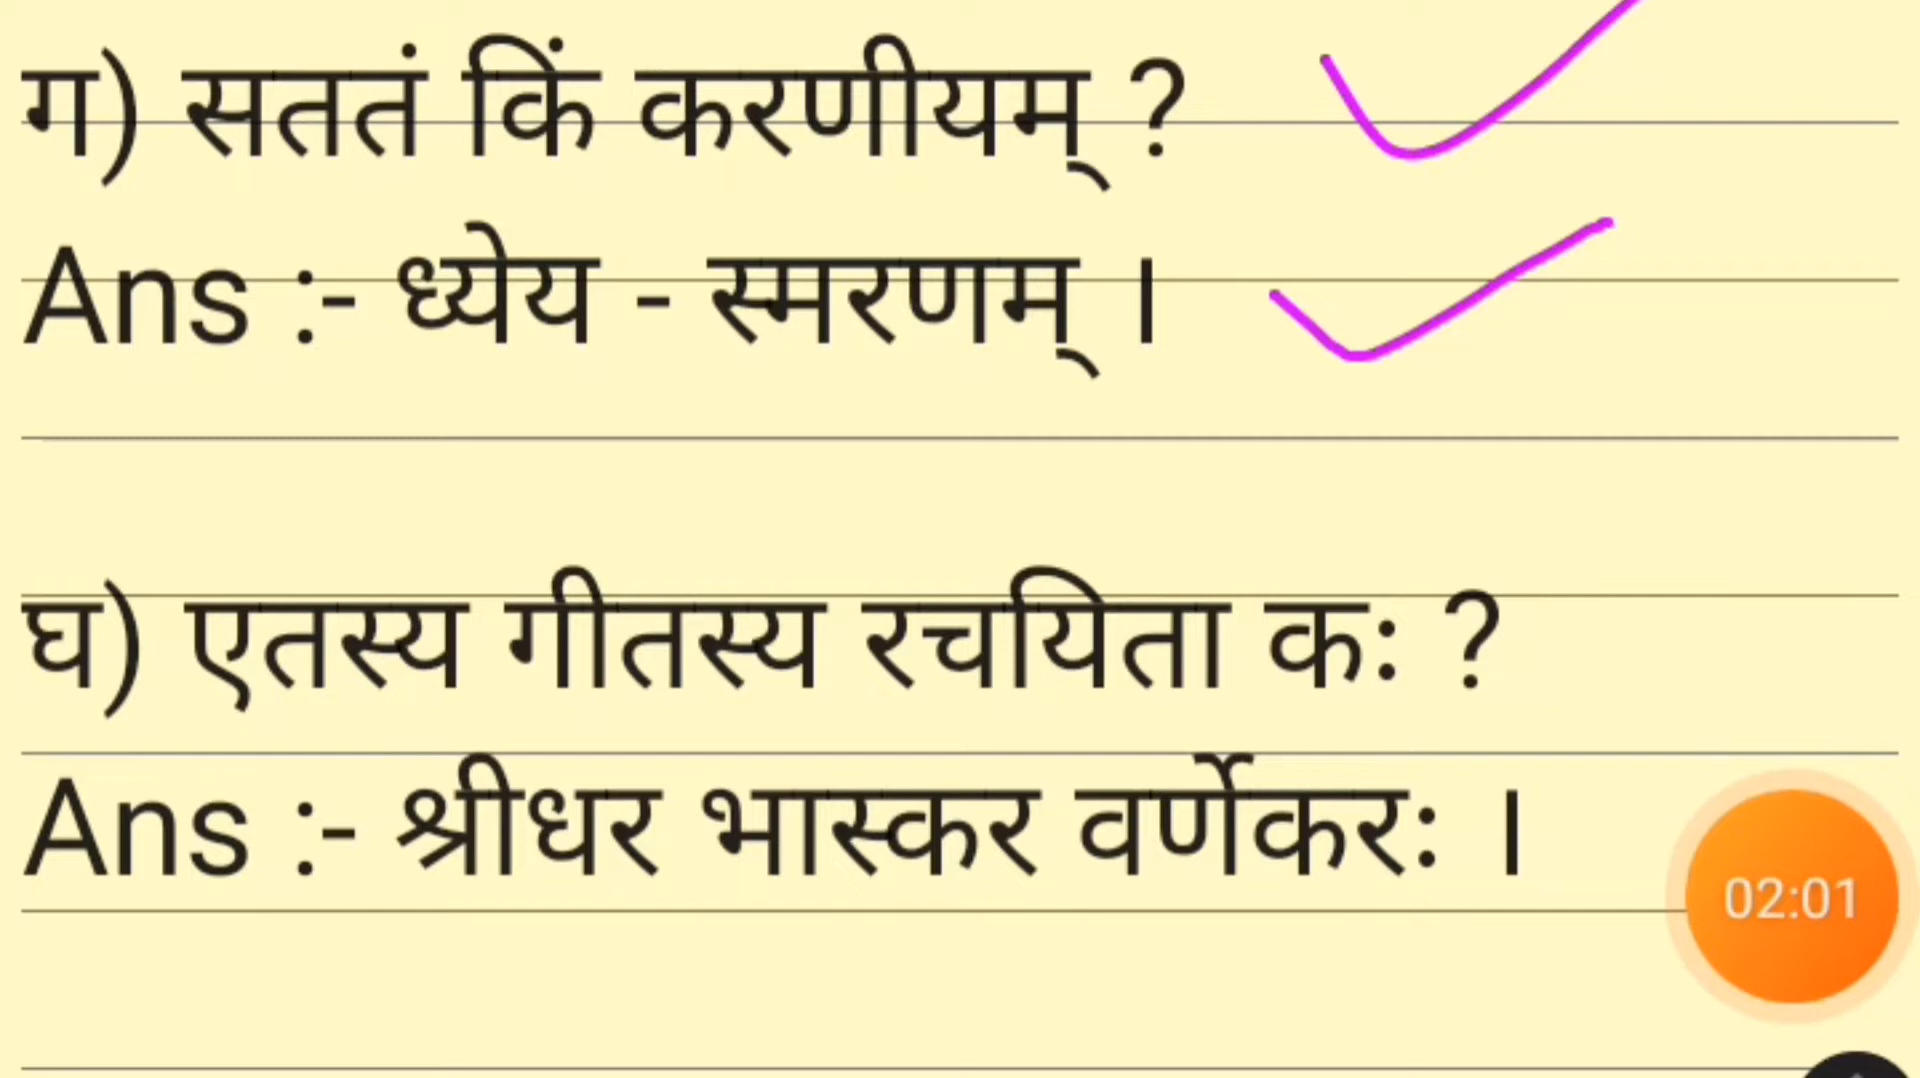 ग) सततं किं करणीयम् ?
Ans :- ध्येय - स्मरणम् ।
घ) एतस्य गीतस्य रचयिता कः ?
Ans :- श्रीधर भास्कर वर्णेकरः ।
02:01